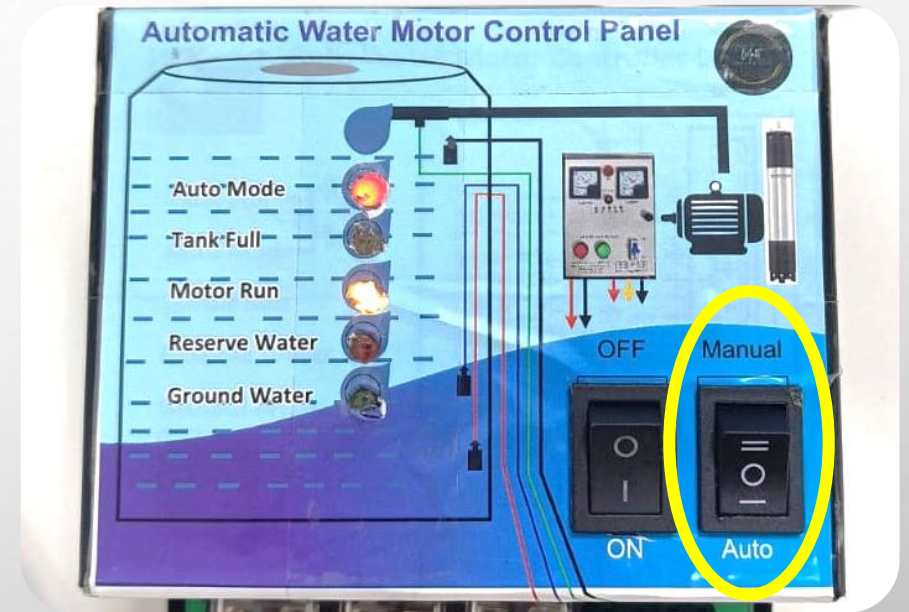 Automatic Water Motor Control Panel
Auto Mode
Tank Full
Motor Run
Reserve Water
Ground Water
OFF
Manual
ON
Auto